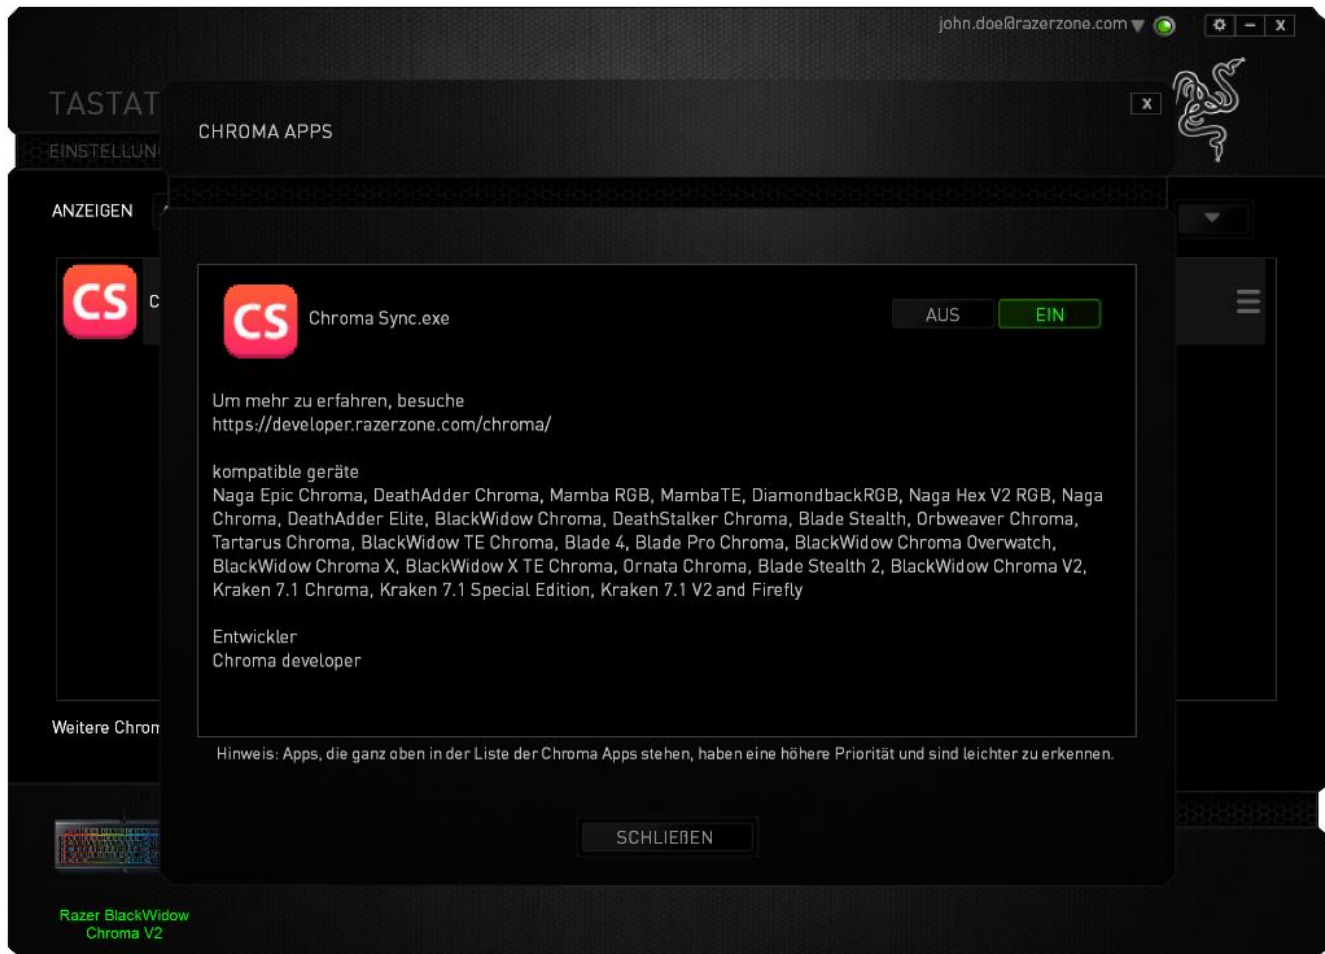 john.doe@razerzone.com
TASTAT
CHROMA APPS
X
EINSTELLUN
ANZEIGEN
CS
C
CS
Chroma Sync.exe
AUS
EIN
Um mehr zu erfahren, besuche
https://developer.razerzone.com/chroma/
kompatible geräte
Naga Epic Chroma, DeathAdder Chroma, Mamba RGB, MambaTE, DiamondbackRGB, Naga Hex V2 RGB, Naga
Chroma, DeathAdder Elite, BlackWidow Chroma, DeathStalker Chroma, Blade Stealth, Orbweaver Chroma,
Tartarus Chroma, BlackWidow TE Chroma, Blade 4, Blade Pro Chroma, BlackWidow Chroma Overwatch,
BlackWidow Chroma X, BlackWidow X TE Chroma, Ornata Chroma, Blade Stealth 2, BlackWidow Chroma V2,
Kraken 7.1 Chroma, Kraken 7.1 Special Edition, Kraken 7.1 V2 and Firefly
Entwickler
Chroma developer
Weitere Chrom
Hinweis: Apps, die ganz oben in der Liste der Chroma Apps stehen, haben eine höhere Priorität und sind leichter zu erkennen.
SCHLIEẞEN
Razer BlackWidow
Chroma V2